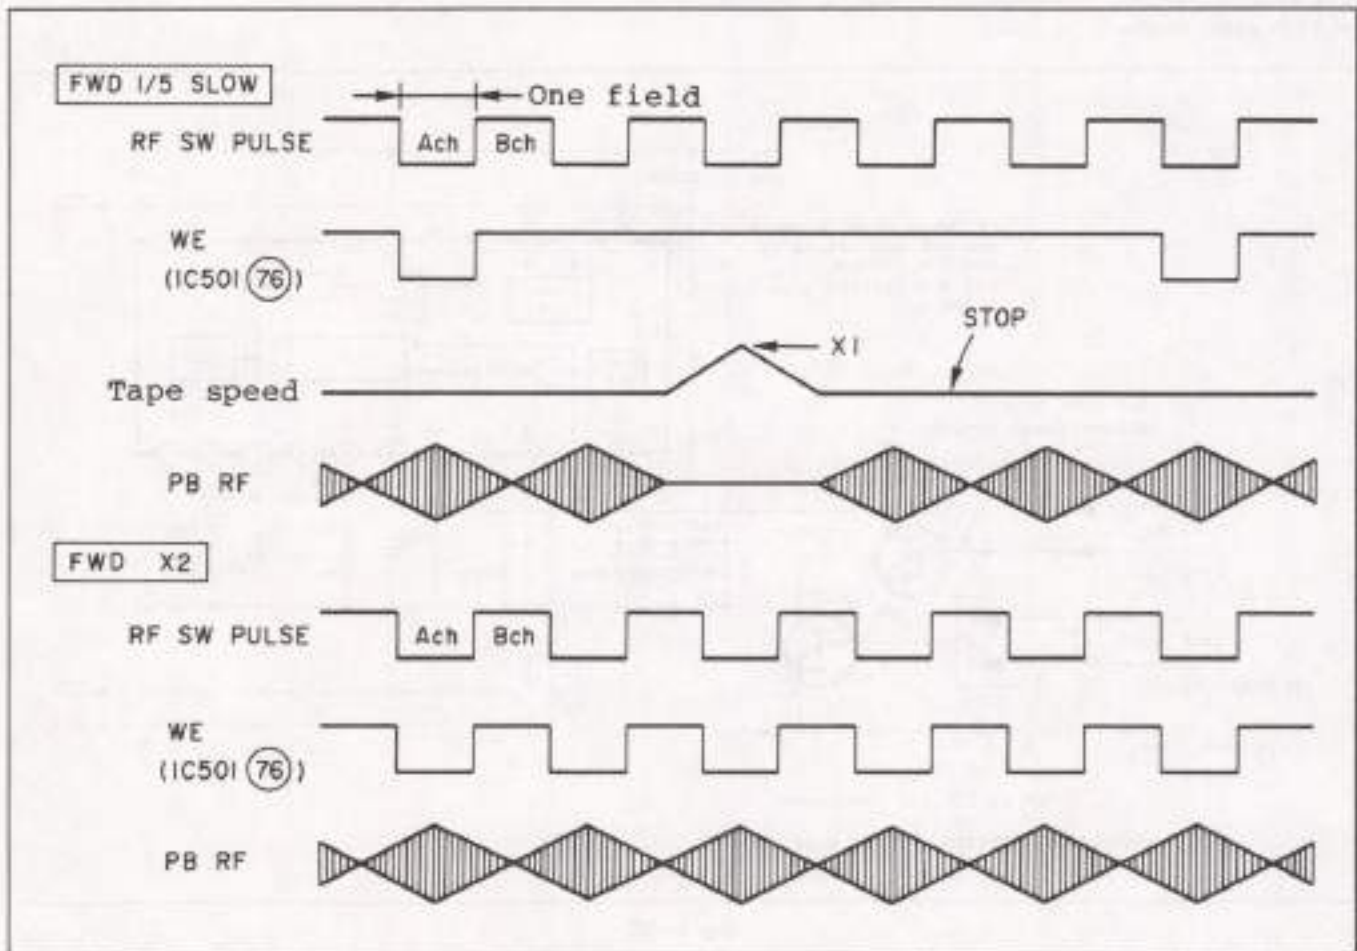 FWD 1/5 SLOW
One field
RF SW PULSE
Ach
Bch
WE
(IC501 76)
STOP
X1
Tape speed
PB RF
FWD X2
RF SW PULSE
Ach
Bch
WE
(IC501 76)
PB RF